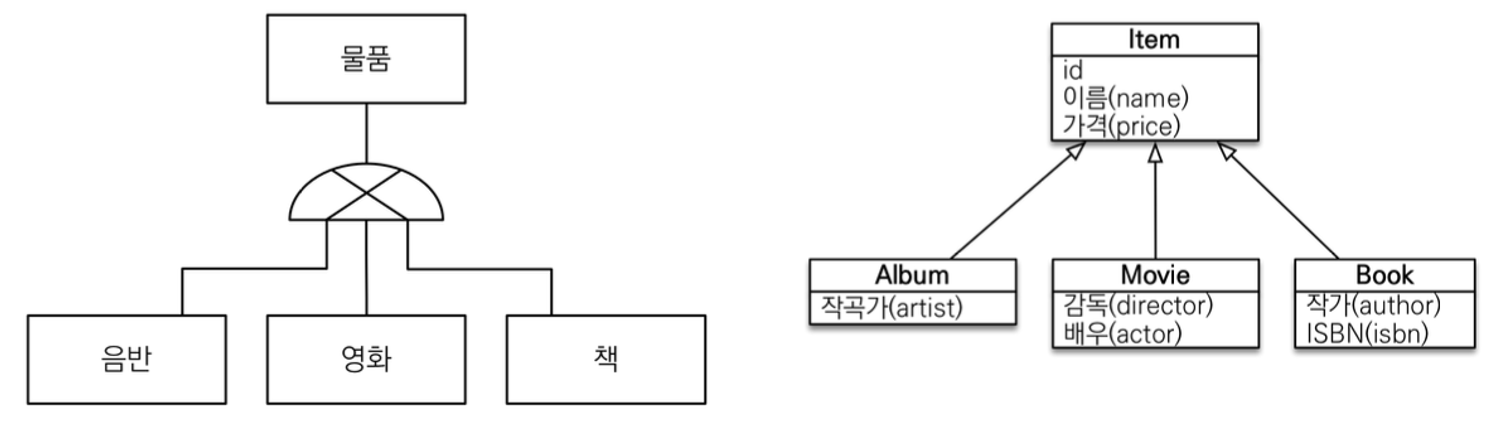 물품
음반
영화
책
Item
id
이름(name)
가격(price)
Album
작곡가(artist)
Movie
감독(director)
배우(actor)
Book
작가(author)
ISBN(isbn)